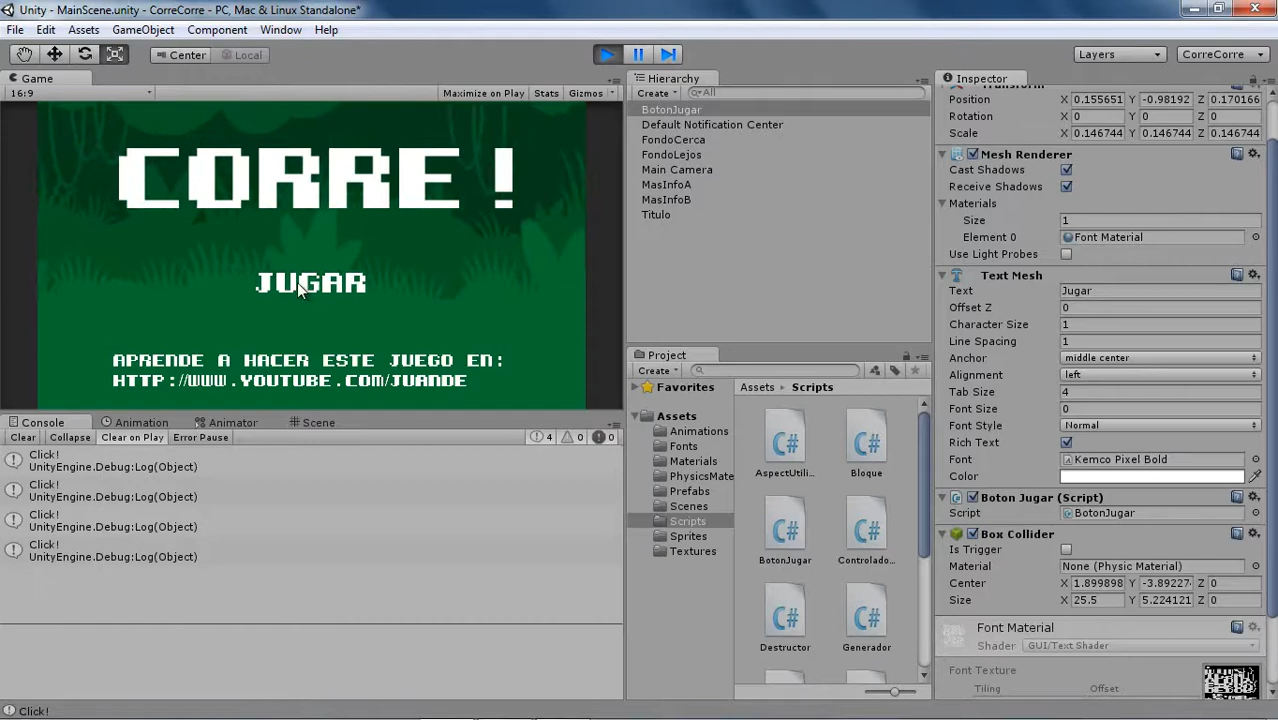 Unity - MainScene.unity - CorreCorre - PC, Mac & Linux Standalone*
File Edit Assets GameObject Component Window Help
Center Local Layers CorreCorre
Game
16:9 Maximize on Play Stats Gizmos
CORRE!
JUGAR
APRENDE A HACER ESTE JUEGO EN:
HTTP://WWW.YOUTUBE.COM/JUANDE
Console Animation Animator Scene
Clear Collapse Clear on Play Error Pause 4 0 0
Click!
UnityEngine.Debug:Log(Object)
Click!
UnityEngine.Debug:Log(Object)
Click!
UnityEngine.Debug:Log(Object)
Click!
UnityEngine.Debug:Log(Object)
Click!
Hierarchy
Create All
BotonJugar
Default Notification Center
FondoCerca
FondoLejos
Main Camera
MasInfoA
MasInfoB
Titulo
Project
Create
Favorites
Assets
Animations
Fonts
Materials
PhysicsMate
Prefabs
Scenes
Scripts
Sprites
Textures
Assets Scripts
AspectUtili... Bloque
BotonJugar Controlado...
Destructor Generador
Inspector
Transform
Position X 0.155651 Y -0.98192 Z 0.170166
Rotation X 0 Y 0 Z 0
Scale X 0.146744 Y 0.146744 Z 0.146744
Mesh Renderer
Cast Shadows
Receive Shadows
Materials
Size 1
Element 0 Font Material
Use Light Probes
Text Mesh
Text Jugar
Offset Z 0
Character Size 1
Line Spacing 1
Anchor middle center
Alignment left
Tab Size 4
Font Size 0
Font Style Normal
Rich Text
Font Kemco Pixel Bold
Color
Boton Jugar (Script)
Script BotonJugar
Box Collider
Is Trigger
Material None (Physic Material)
Center X 1.899898 Y -3.892274 Z 0
Size X 25.5 Y 5.224121 Z 0
Font Material
Shader GUI/Text Shader
Font Texture
Tiling Offset